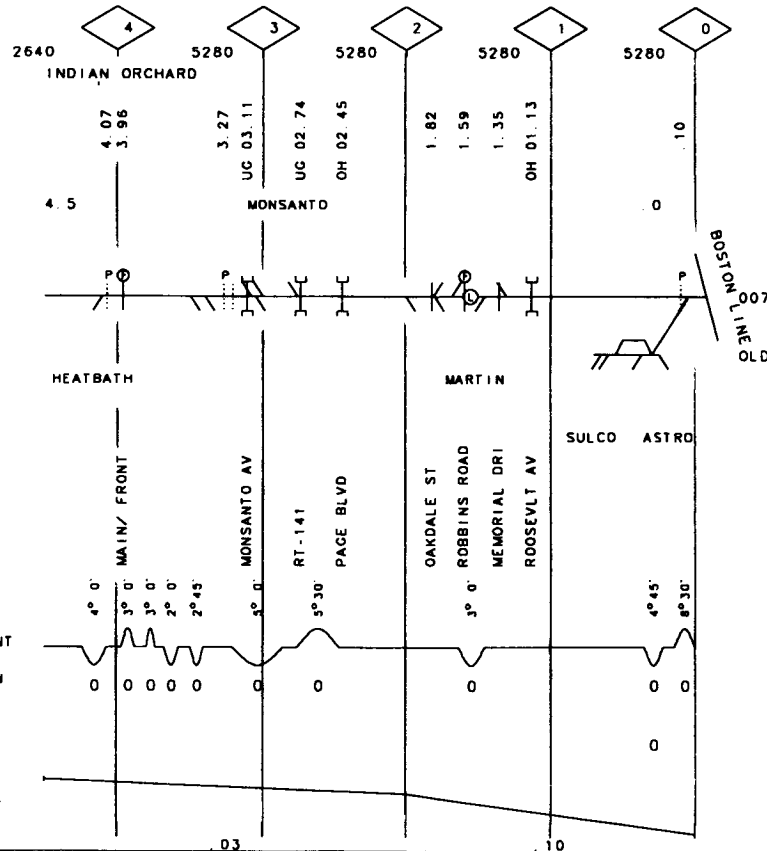 4 3 2 1 0
2640 5280 5280 5280 5280
INDIAN ORCHARD
4.07
3.96
3.27
UG 03.11
UG 02.74
OH 02.45
1.82
1.59
1.35
OH 01.13
.10
4.5 MONSANTO .0
P F P F L P
BOSTON LINE
007
OLD
HEATBATH MARTIN
SULCO ASTRO
MAIN/ FRONT
MONSANTO AV
RT-141
PAGE BLVD
OAKDALE ST
ROBBINS ROAD
MEMORIAL DRI
ROOSEVLT AV
4° 0'
3° 0'
3° 0'
2° 0'
2° 45'
5° 0'
5° 30'
3° 0'
4° 45'
8° 30'
NT
0 0 0 0 0 0 0 0 0 0
0
.03 .10